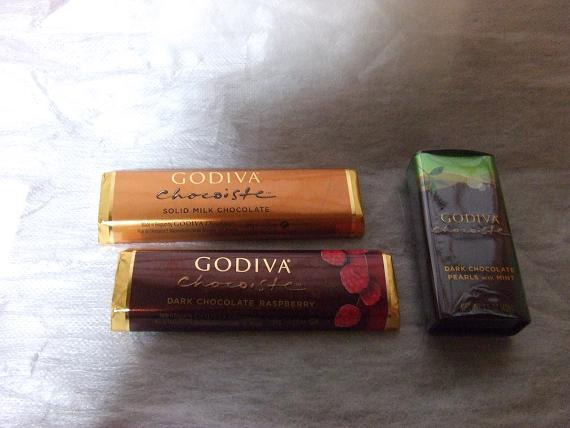 GODIVA
chocoiste
SOLID MILK CHOCOLATE
GODIVA
chocoiste
DARK CHOCOLATE RASPBERRY
GODIVA
chocoiste
DARK CHOCOLATE
PEARLS WITH MINT